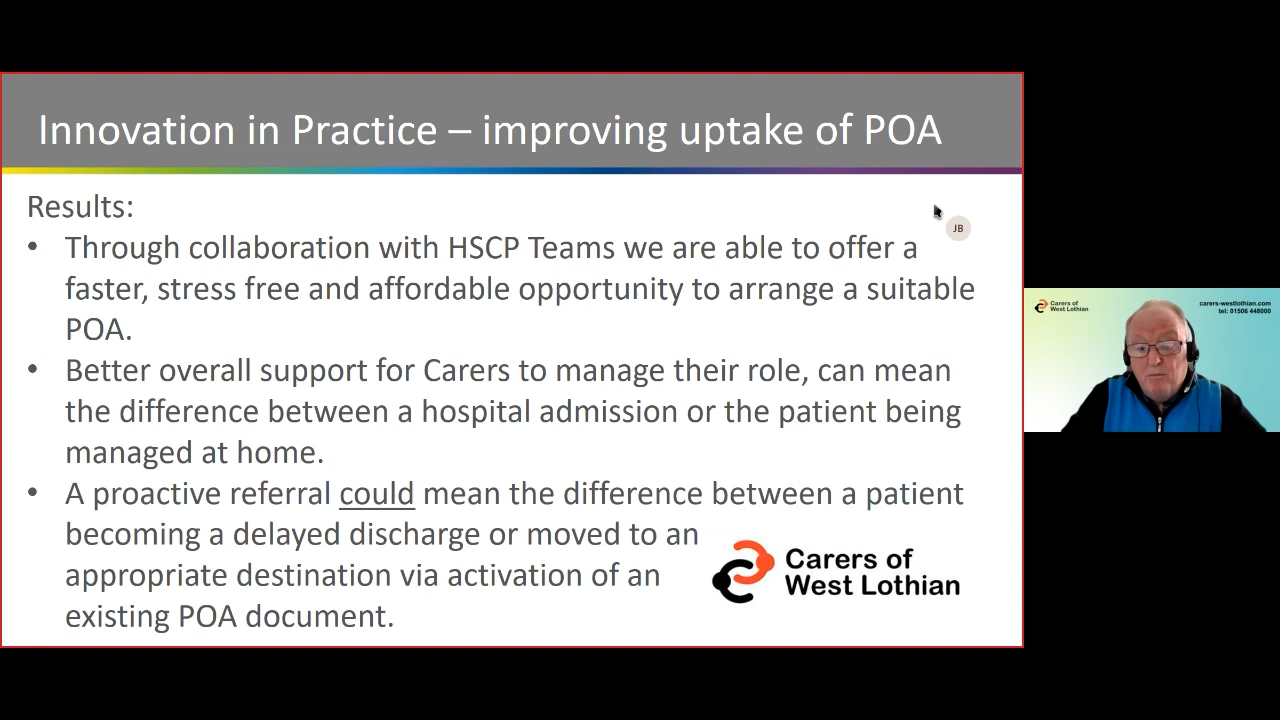 Innovation in Practice – improving uptake of POA
Results:
• Through collaboration with HSCP Teams we are able to offer a
faster, stress free and affordable opportunity to arrange a suitable
POA.
• Better overall support for Carers to manage their role, can mean
the difference between a hospital admission or the patient being
managed at home.
• A proactive referral could mean the difference between a patient
becoming a delayed discharge or moved to an
appropriate destination via activation of an
existing POA document.
Carers of
West Lothian
JB
Carers of
West Lothian
carers-westlothian.com
tel: 01506 448000